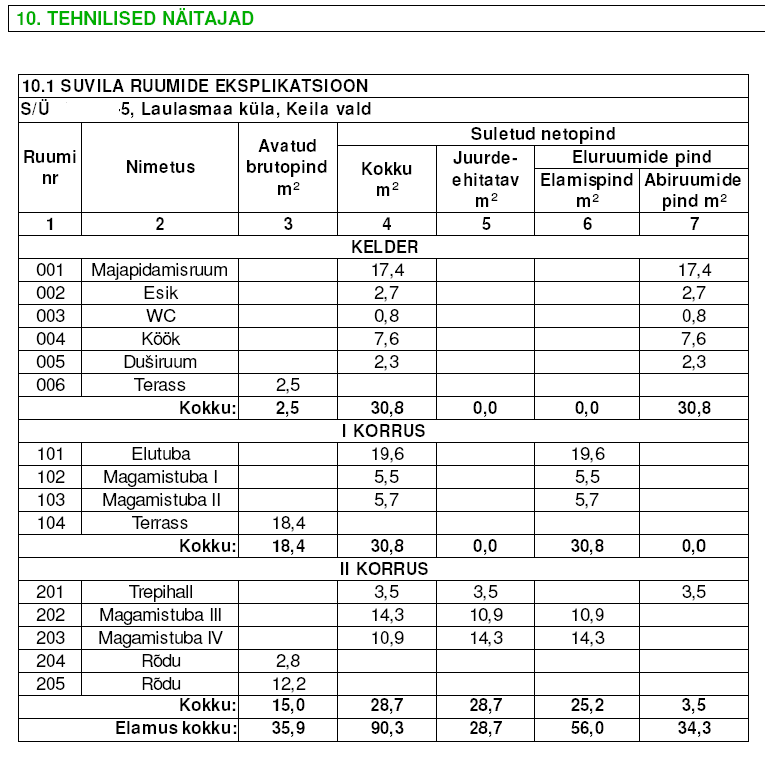 10. TEHNILISED NÄITAJAD
10.1 SUVILA RUUMIDE EKSPLIKATSIOON
S/Ü 5, Laulasmaa küla, Keila vald
Ruumi nr Nimetus Avatud brutopind m² Suletud netopind
Kokku m² Juurde-ehitatav m² Eluruumide pind
Elamispind m² Abiruumide pind m²
1 2 3 4 5 6 7
KELDER
001 Majapidamisruum 17,4 17,4
002 Esik 2,7 2,7
003 WC 0,8 0,8
004 Köök 7,6 7,6
005 Duširuum 2,3 2,3
006 Terass 2,5
Kokku: 2,5 30,8 0,0 0,0 30,8
I KORRUS
101 Elutuba 19,6 19,6
102 Magamistuba I 5,5 5,5
103 Magamistuba II 5,7 5,7
104 Terrass 18,4
Kokku: 18,4 30,8 0,0 30,8 0,0
II KORRUS
201 Trepihall 3,5 3,5 3,5
202 Magamistuba III 14,3 10,9 10,9
203 Magamistuba IV 10,9 14,3 14,3
204 Rõdu 2,8
205 Rõdu 12,2
Kokku: 15,0 28,7 28,7 25,2 3,5
Elamus kokku: 35,9 90,3 28,7 56,0 34,3